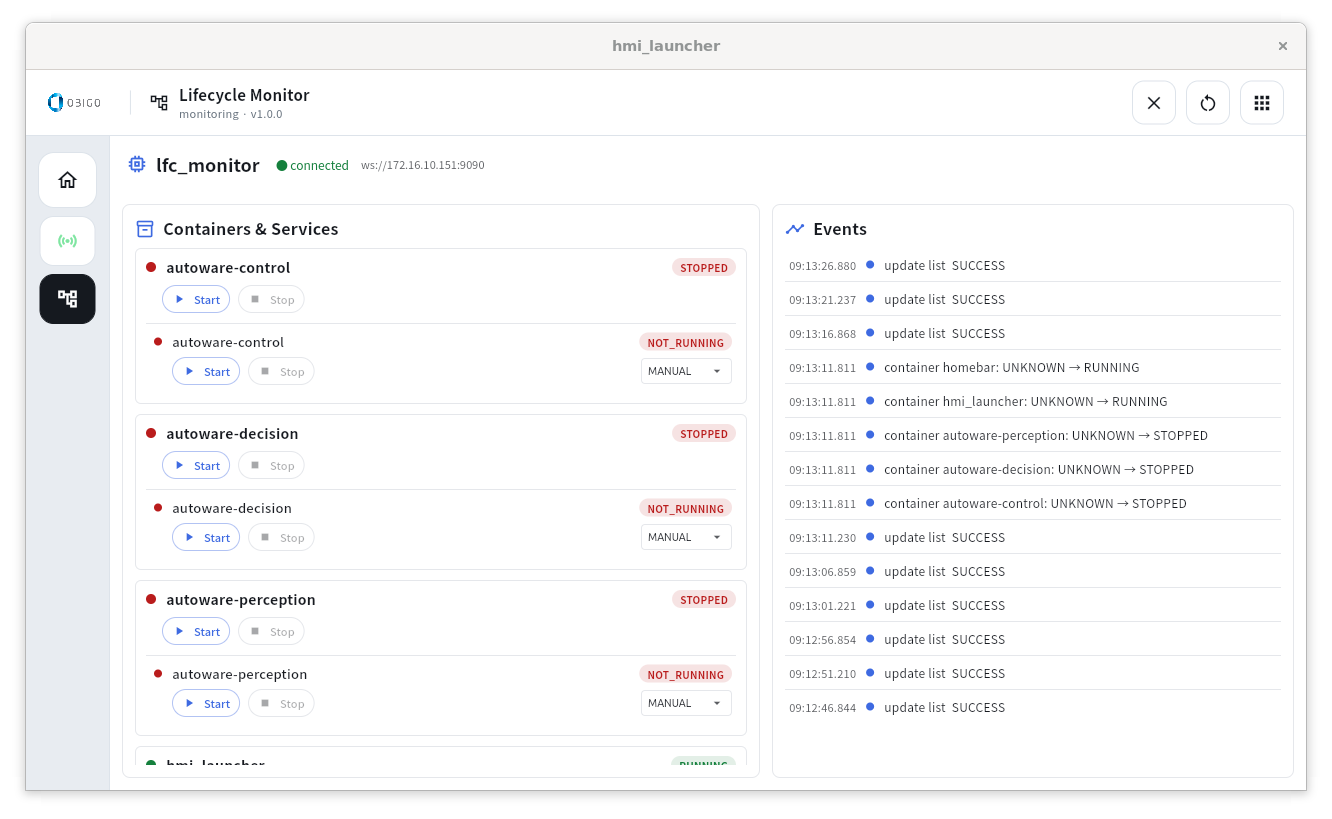 hmi_launcher ×
OBIGO
Lifecycle Monitor
monitoring · v1.0.0
lfc_monitor connected ws://172.16.10.151:9090
Containers & Services
autoware-control STOPPED
Start Stop
autoware-control NOT_RUNNING
Start Stop MANUAL
autoware-decision STOPPED
Start Stop
autoware-decision NOT_RUNNING
Start Stop MANUAL
autoware-perception STOPPED
Start Stop
autoware-perception NOT_RUNNING
Start Stop MANUAL
hmi_launcher RUNNING
Events
09:13:26.880 update list SUCCESS
09:13:21.237 update list SUCCESS
09:13:16.868 update list SUCCESS
09:13:11.811 container homebar: UNKNOWN → RUNNING
09:13:11.811 container hmi_launcher: UNKNOWN → RUNNING
09:13:11.811 container autoware-perception: UNKNOWN → STOPPED
09:13:11.811 container autoware-decision: UNKNOWN → STOPPED
09:13:11.811 container autoware-control: UNKNOWN → STOPPED
09:13:11.230 update list SUCCESS
09:13:06.859 update list SUCCESS
09:13:01.221 update list SUCCESS
09:12:56.854 update list SUCCESS
09:12:51.210 update list SUCCESS
09:12:46.844 update list SUCCESS